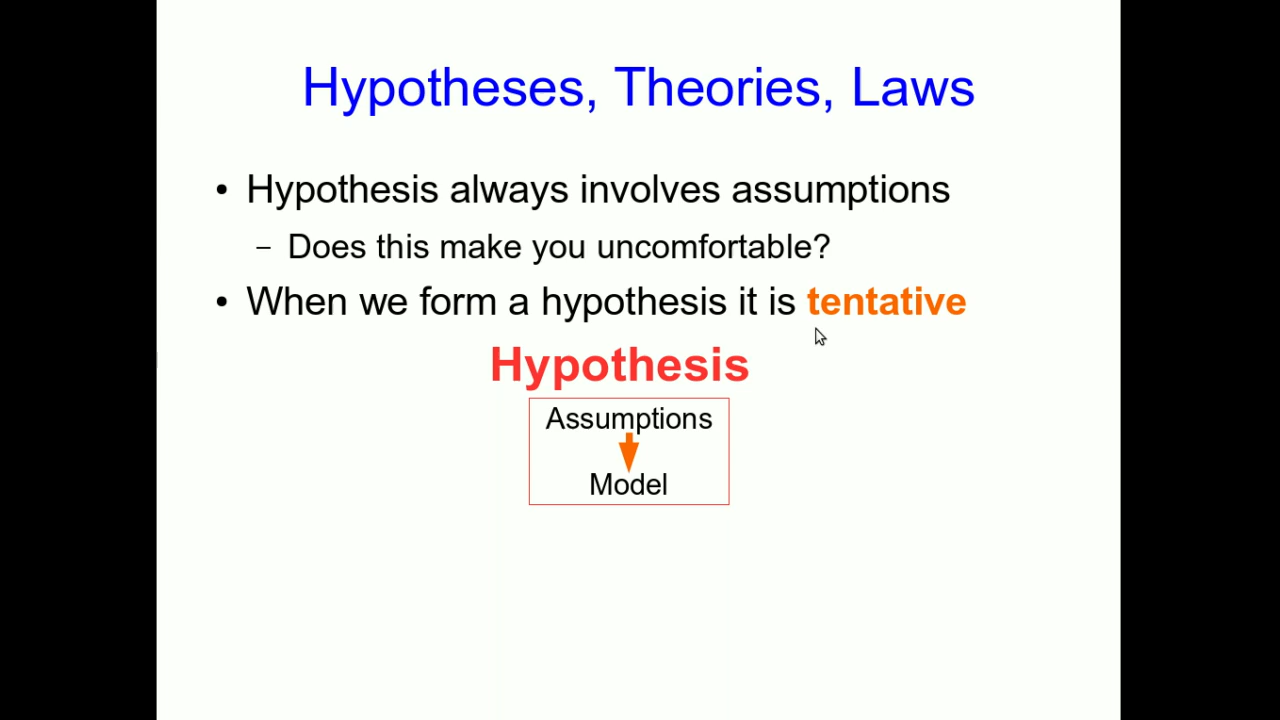 Hypotheses, Theories, Laws
• Hypothesis always involves assumptions
– Does this make you uncomfortable?
• When we form a hypothesis it is tentative
Hypothesis
Assumptions
Model